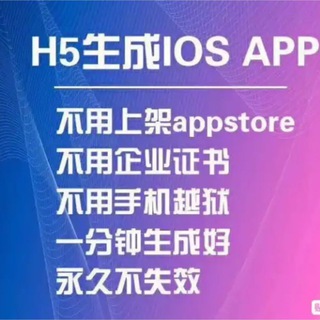 H5生成IOS APP
不用上架appstore
不用企业证书
不用手机越狱
一分钟生成好
永久不失效